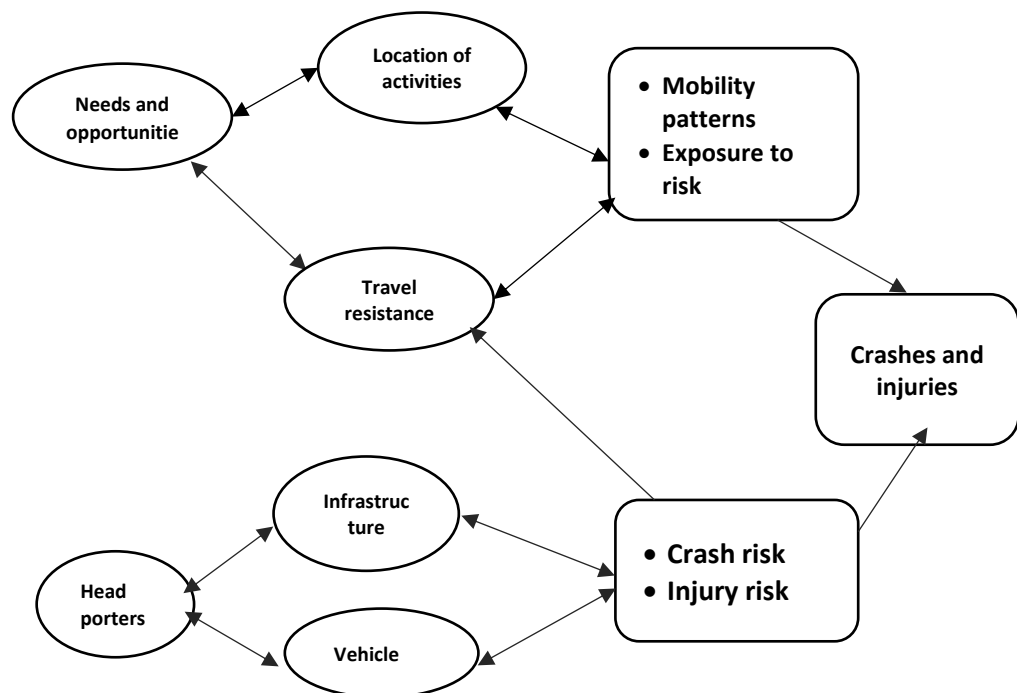 Location of
activities
Needs and
opportunitie
• Mobility
patterns
• Exposure to
risk
Travel
resistance
Crashes and
injuries
Infrastruc
ture
Head
porters
• Crash risk
• Injury risk
Vehicle